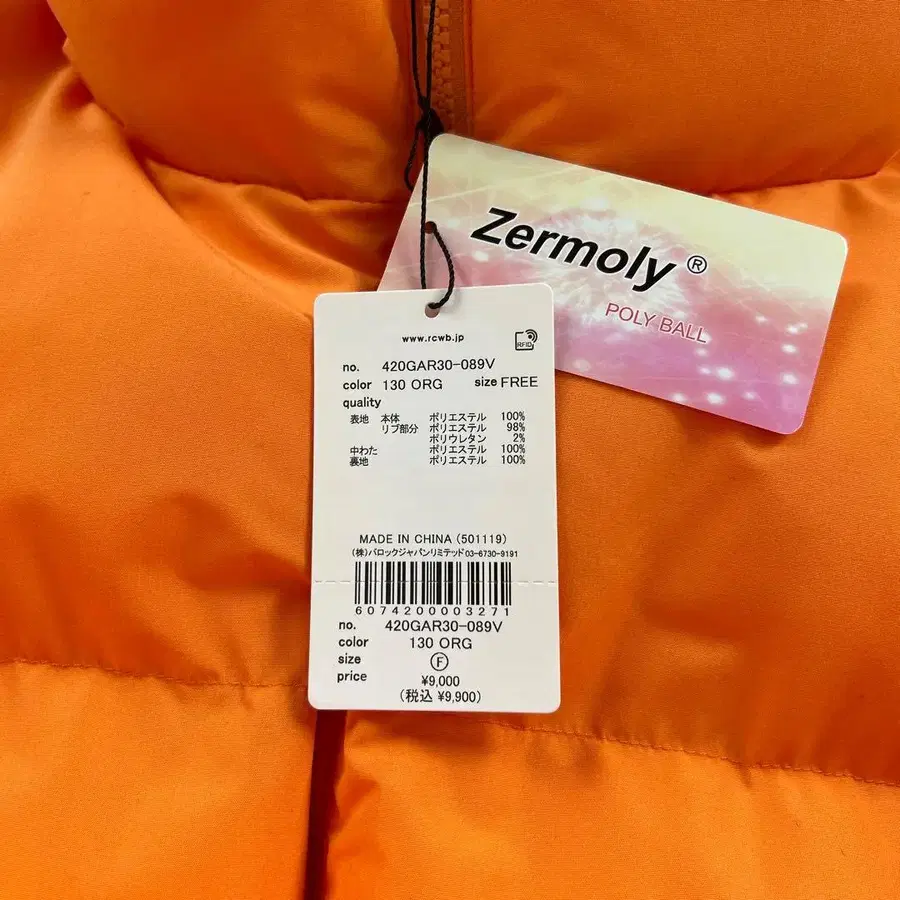 Zermoly ®
POLY BALL
www.rcwb.jp
RFID
no. 420GAR30-089V
color 130 ORG size FREE
quality
表地 本体 ポリエステル 100%
リブ部分 ポリエステル 98%
ポリウレタン 2%
中わた ポリエステル 100%
裏地 ポリエステル 100%
MADE IN CHINA (501119)
(株)バロックジャパンリミテッド03-6730-9191
6074200003271
no. 420GAR30-089V
color 130 ORG
size Ⓕ
price ¥9,000
(税込 ¥9,900)